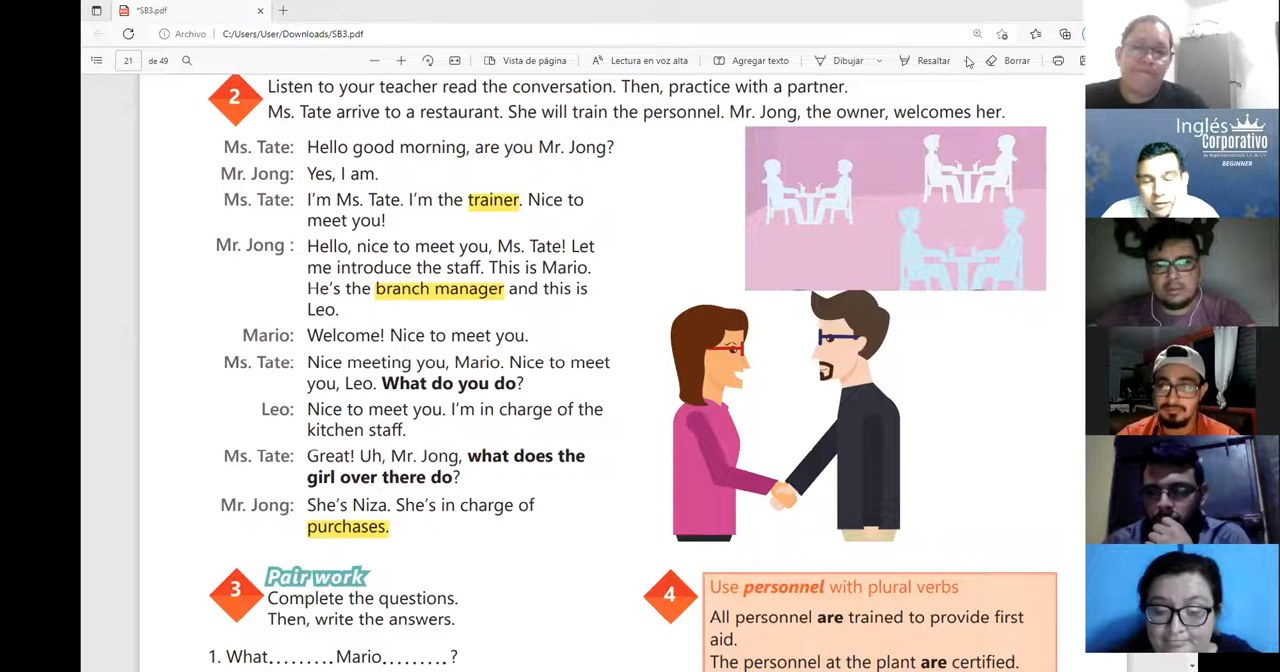 *SB3.pdf
Archivo
C:/Users/User/Downloads/SB3.pdf
21 de 49
Vista de página
Lectura en voz alta
Agregar texto
Dibujar
Resaltar
Borrar
2
Listen to your teacher read the conversation. Then, practice with a partner.
Ms. Tate arrive to a restaurant. She will train the personnel. Mr. Jong, the owner, welcomes her.
Ms. Tate: Hello good morning, are you Mr. Jong?
Mr. Jong: Yes, I am.
Ms. Tate: I'm Ms. Tate. I'm the trainer. Nice to
meet you!
Mr. Jong : Hello, nice to meet you, Ms. Tate! Let
me introduce the staff. This is Mario.
He's the branch manager and this is
Leo.
Mario: Welcome! Nice to meet you.
Ms. Tate: Nice meeting you, Mario. Nice to meet
you, Leo. What do you do?
Leo: Nice to meet you. I'm in charge of the
kitchen staff.
Ms. Tate: Great! Uh, Mr. Jong, what does the
girl over there do?
Mr. Jong: She's Niza. She's in charge of
purchases.
3
Pair work
Complete the questions.
Then, write the answers.
1. What.........Mario.........?
4
Use personnel with plural verbs
All personnel are trained to provide first
aid.
The personnel at the plant are certified.
Inglés
Corporativo
BEGINNER